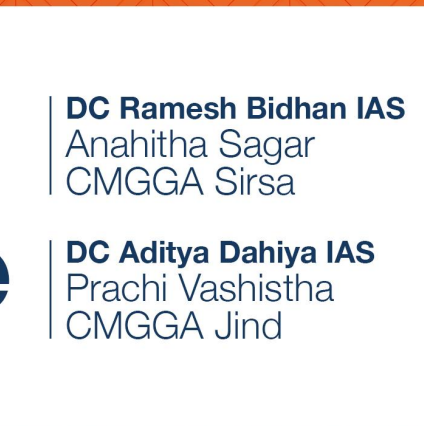 DC Ramesh Bidhan IAS
Anahitha Sagar
CMGGA Sirsa
DC Aditya Dahiya IAS
Prachi Vashistha
CMGGA Jind